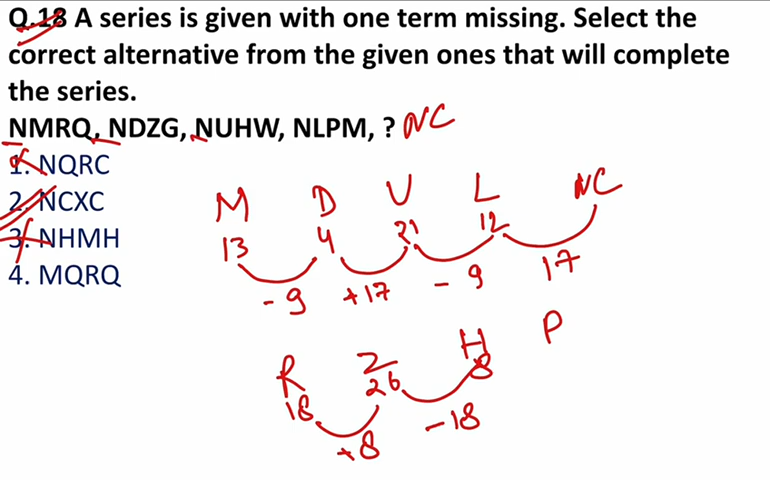 Q.18 A series is given with one term missing. Select the
correct alternative from the given ones that will complete
the series.
NMRQ, NDZG, NUHW, NLPM, ? NC
1. NQRC
2. NCXC
3. NHMH
4. MQRQ
M D U L NC
13 4 21 12
-9 +17 -9 17
R Z H P
18 26 8
+8 -18